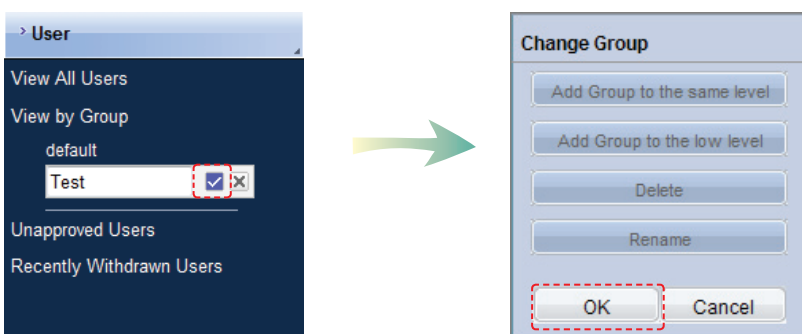 › User
View All Users
View by Group
default
Test
Unapproved Users
Recently Withdrawn Users
Change Group
Add Group to the same level
Add Group to the low level
Delete
Rename
OK Cancel